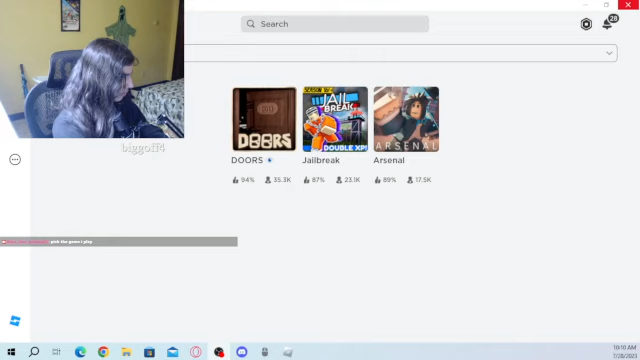 Search
28
biggoff4
JAIL
BREAK
DOUBLE XP!
DOORS
ARSENAL
DOORS
Jailbreak
Arsenal
94% 35.3K
87% 23.1K
89% 17.5K
pick the game i play
10:10 AM
7/28/2023